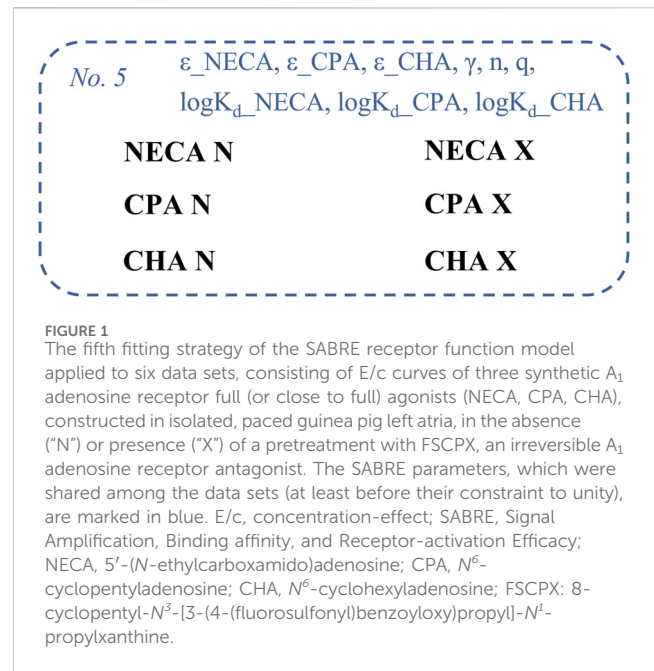 No. 5
ε_NECA, ε_CPA, ε_CHA, γ, n, q,
logKd_NECA, logKd_CPA, logKd_CHA
NECA N NECA X
CPA N CPA X
CHA N CHA X
FIGURE 1
The fifth fitting strategy of the SABRE receptor function model
applied to six data sets, consisting of E/c curves of three synthetic A1
adenosine receptor full (or close to full) agonists (NECA, CPA, CHA),
constructed in isolated, paced guinea pig left atria, in the absence
("N") or presence ("X") of a pretreatment with FSCPX, an irreversible A1
adenosine receptor antagonist. The SABRE parameters, which were
shared among the data sets (at least before their constraint to unity),
are marked in blue. E/c, concentration-effect; SABRE, Signal
Amplification, Binding affinity, and Receptor-activation Efficacy;
NECA, 5′-(N-ethylcarboxamido)adenosine; CPA, N6-
cyclopentyladenosine; CHA, N6-cyclohexyladenosine; FSCPX: 8-
cyclopentyl-N3-[3-(4-(fluorosulfonyl)benzoyloxy)propyl]-N1-
propylxanthine.